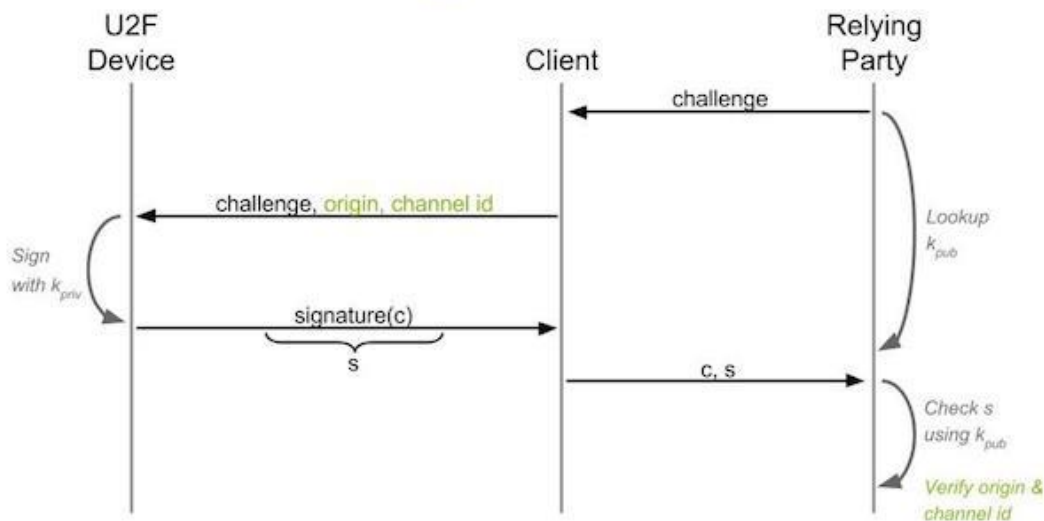 U2F
Device
Client
Relying
Party
challenge
challenge, origin, channel id
Lookup
kpub
Sign
with kpriv
signature(c)
s
c, s
Check s
using kpub
Verify origin &
channel id